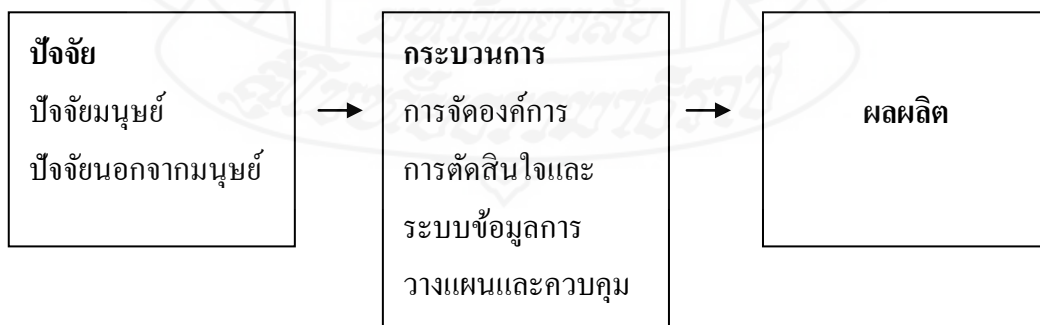 ปัจจัย
ปัจจัยมนุษย์
ปัจจัยนอกจากมนุษย์
กระบวนการ
การจัดองค์การ
การตัดสินใจและ
ระบบข้อมูลการ
วางแผนและควบคุม
ผลผลิต